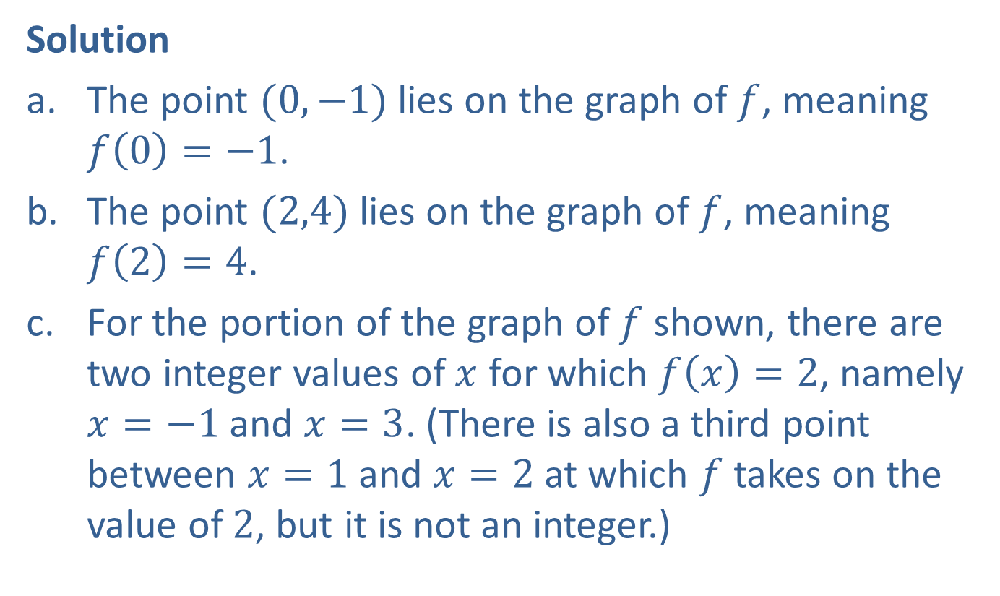 Solution
a. The point (0, −1) lies on the graph of f, meaning
f(0) = −1.
b. The point (2,4) lies on the graph of f, meaning
f(2) = 4.
c. For the portion of the graph of f shown, there are
two integer values of x for which f(x) = 2, namely
x = −1 and x = 3. (There is also a third point
between x = 1 and x = 2 at which f takes on the
value of 2, but it is not an integer.)